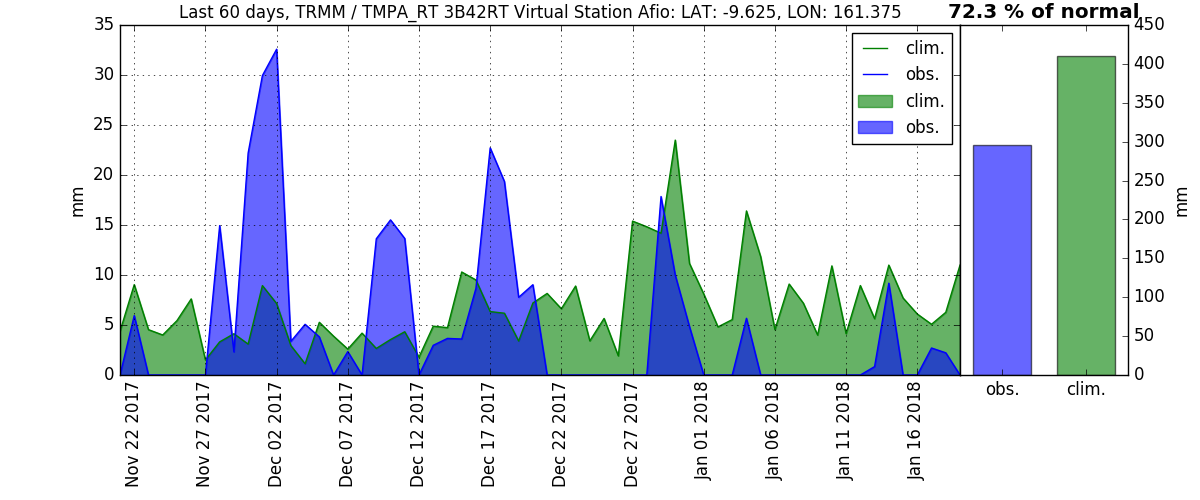 Last 60 days, TRMM / TMPA_RT 3B42RT Virtual Station Afio: LAT: -9.625, LON: 161.375
72.3 % of normal
35
30
25
20
15
10
5
0
mm
clim.
obs.
clim.
obs.
450
400
350
300
250
200
150
100
50
0
mm
obs.
clim.
Nov 22 2017
Nov 27 2017
Dec 02 2017
Dec 07 2017
Dec 12 2017
Dec 17 2017
Dec 22 2017
Dec 27 2017
Jan 01 2018
Jan 06 2018
Jan 11 2018
Jan 16 2018